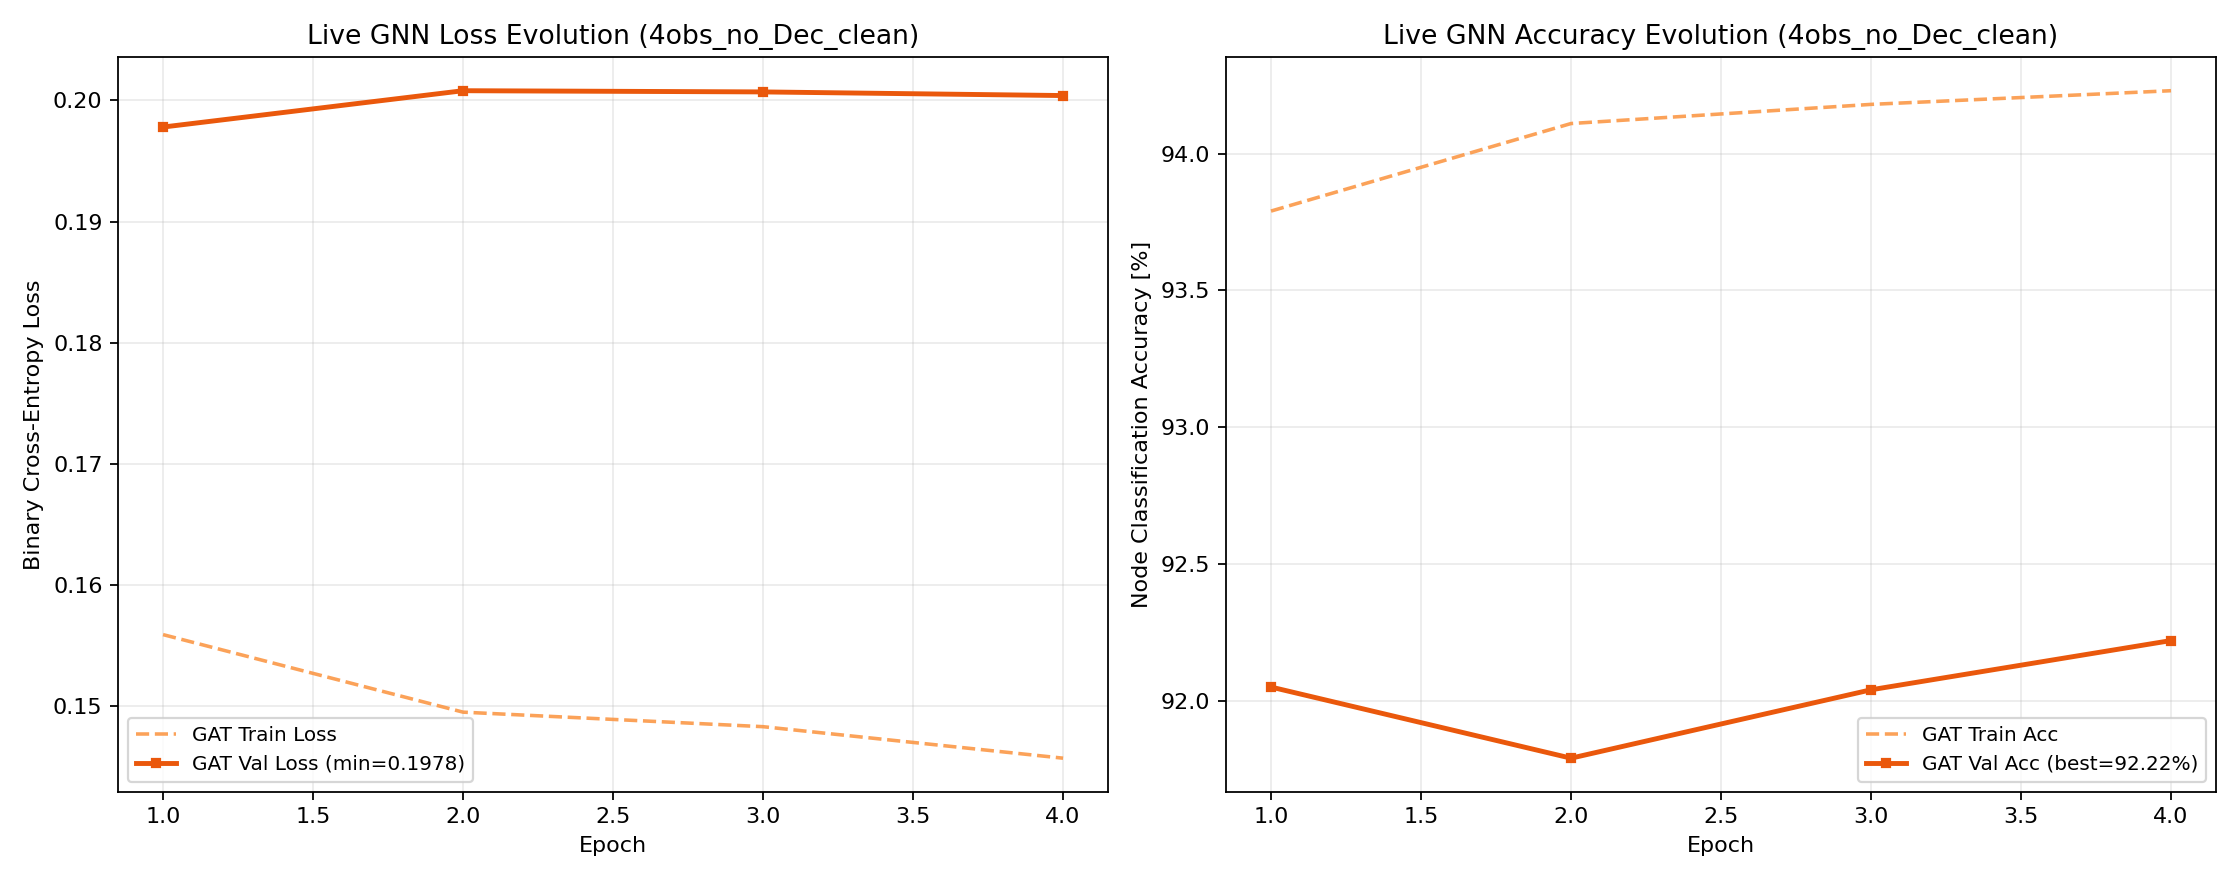 Live GNN Loss Evolution (4obs_no_Dec_clean)
Binary Cross-Entropy Loss
0.20
0.19
0.18
0.17
0.16
0.15
GAT Train Loss
GAT Val Loss (min=0.1978)
1.0 1.5 2.0 2.5 3.0 3.5 4.0
Epoch
Live GNN Accuracy Evolution (4obs_no_Dec_clean)
Node Classification Accuracy [%]
94.0
93.5
93.0
92.5
92.0
GAT Train Acc
GAT Val Acc (best=92.22%)
1.0 1.5 2.0 2.5 3.0 3.5 4.0
Epoch